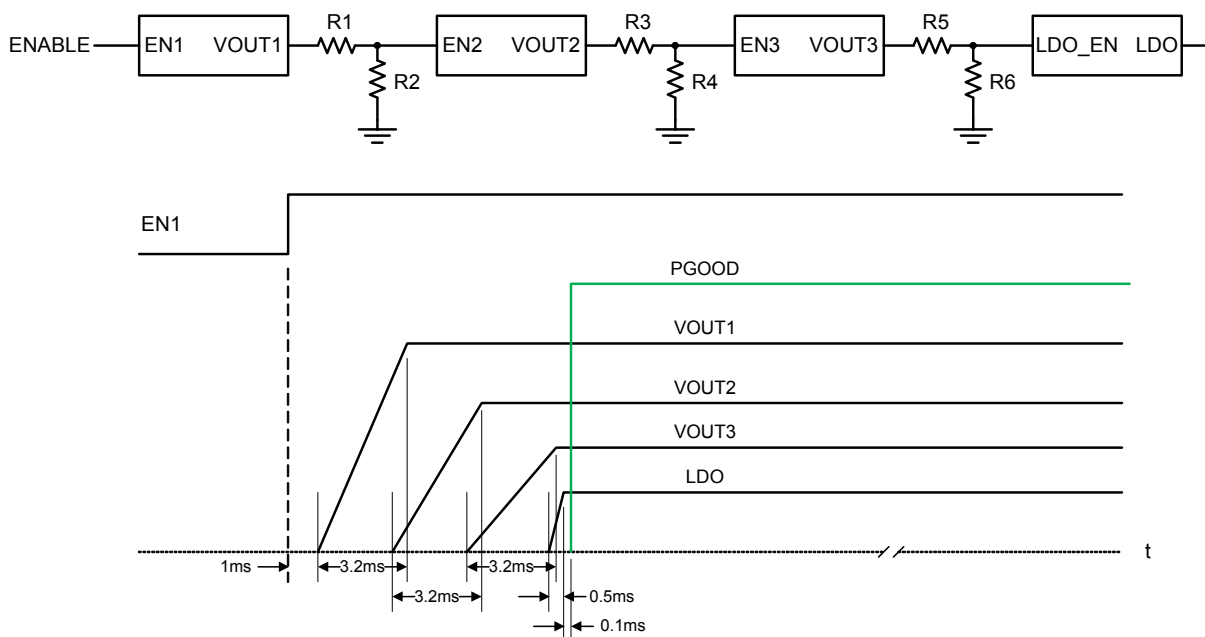 ENABLE EN1 VOUT1 R1 R2 EN2 VOUT2 R3 R4 EN3 VOUT3 R5 R6 LDO_EN LDO
EN1
PGOOD
VOUT1
VOUT2
VOUT3
LDO
t
1ms 3.2ms 3.2ms
3.2ms 0.5ms
0.1ms